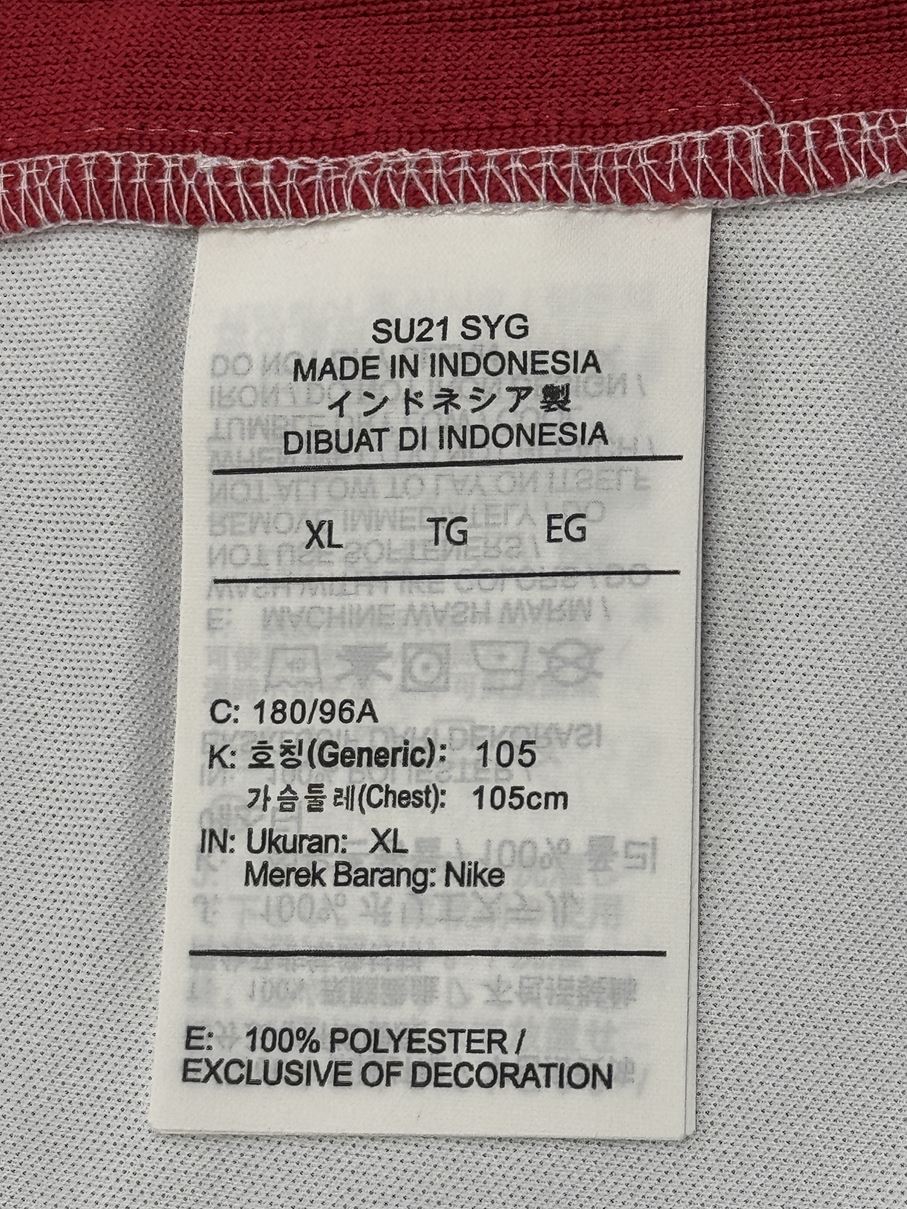 SU21 SYG
MADE IN INDONESIA
インドネシア製
DIBUAT DI INDONESIA
XL TG EG
C: 180/96A
K: 호칭(Generic): 105
가슴둘레(Chest): 105cm
IN: Ukuran: XL
Merek Barang: Nike
E: 100% POLYESTER /
EXCLUSIVE OF DECORATION